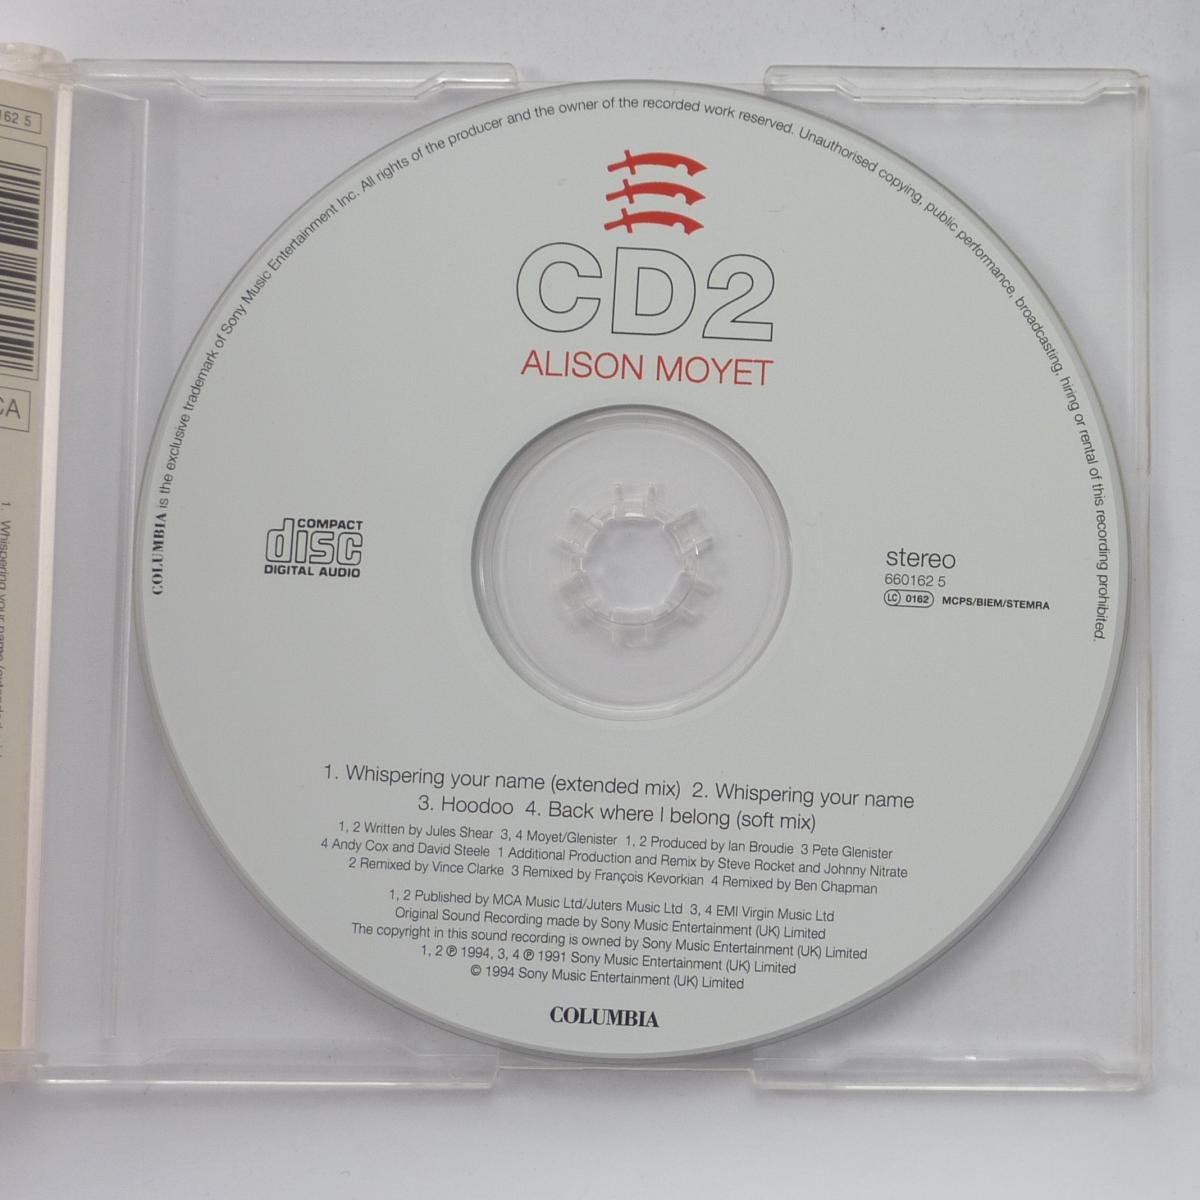 COLUMBIA is the exclusive trademark of Sony Music Entertainment Inc. All rights of the producer and the owner of the recorded work reserved. Unauthorised copying, public performance, broadcasting, hiring or rental of this recording prohibited.
CD2
ALISON MOYET
COMPACT
disc
DIGITAL AUDIO
stereo
660162 5
LC 0162 MCPS/BIEM/STEMRA
1. Whispering your name (extended mix) 2. Whispering your name
3. Hoodoo 4. Back where I belong (soft mix)
1, 2 Written by Jules Shear 3, 4 Moyet/Glenister 1, 2 Produced by Ian Broudie 3 Pete Glenister
4 Andy Cox and David Steele 1 Additional Production and Remix by Steve Rocket and Johnny Nitrate
2 Remixed by Vince Clarke 3 Remixed by François Kevorkian 4 Remixed by Ben Chapman
1, 2 Published by MCA Music Ltd/Juters Music Ltd 3, 4 EMI Virgin Music Ltd
Original Sound Recording made by Sony Music Entertainment (UK) Limited
The copyright in this sound recording is owned by Sony Music Entertainment (UK) Limited
1, 2 ℗ 1994, 3, 4 ℗ 1991 Sony Music Entertainment (UK) Limited
© 1994 Sony Music Entertainment (UK) Limited
COLUMBIA
162 5
CA
1. Whispering your name